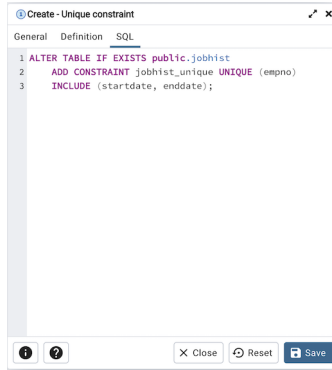 Create - Unique constraint
General Definition SQL
1 ALTER TABLE IF EXISTS public.jobhist
2 ADD CONSTRAINT jobhist_unique UNIQUE (empno)
3 INCLUDE (startdate, enddate);
Close Reset Save